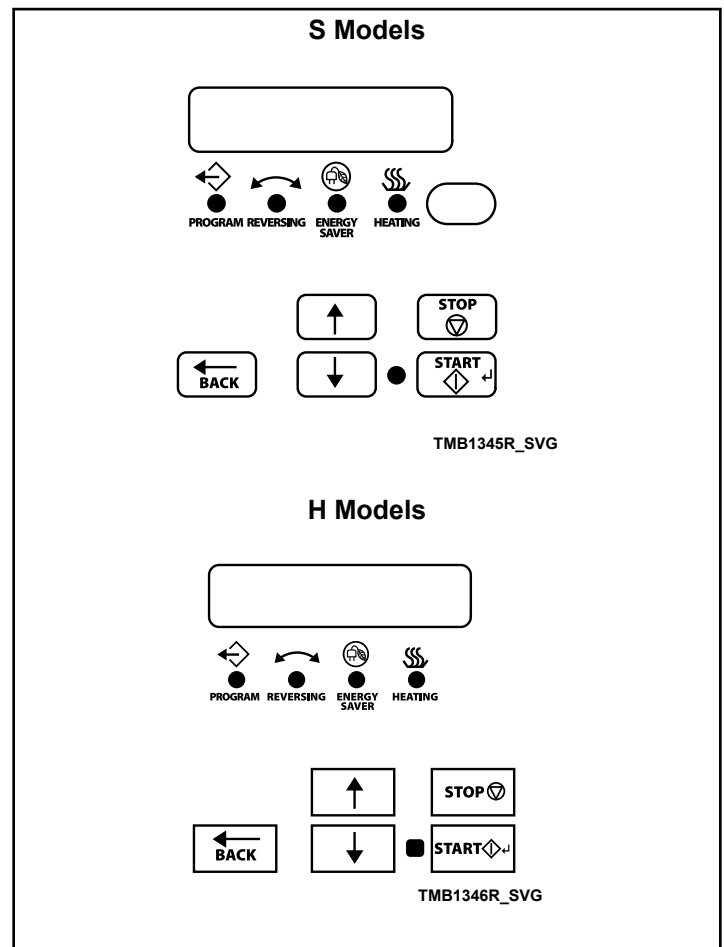 S Models
PROGRAM REVERSING ENERGY SAVER HEATING
STOP
BACK
START
TMB1345R_SVG
H Models
PROGRAM REVERSING ENERGY SAVER HEATING
STOP
BACK
START
TMB1346R_SVG